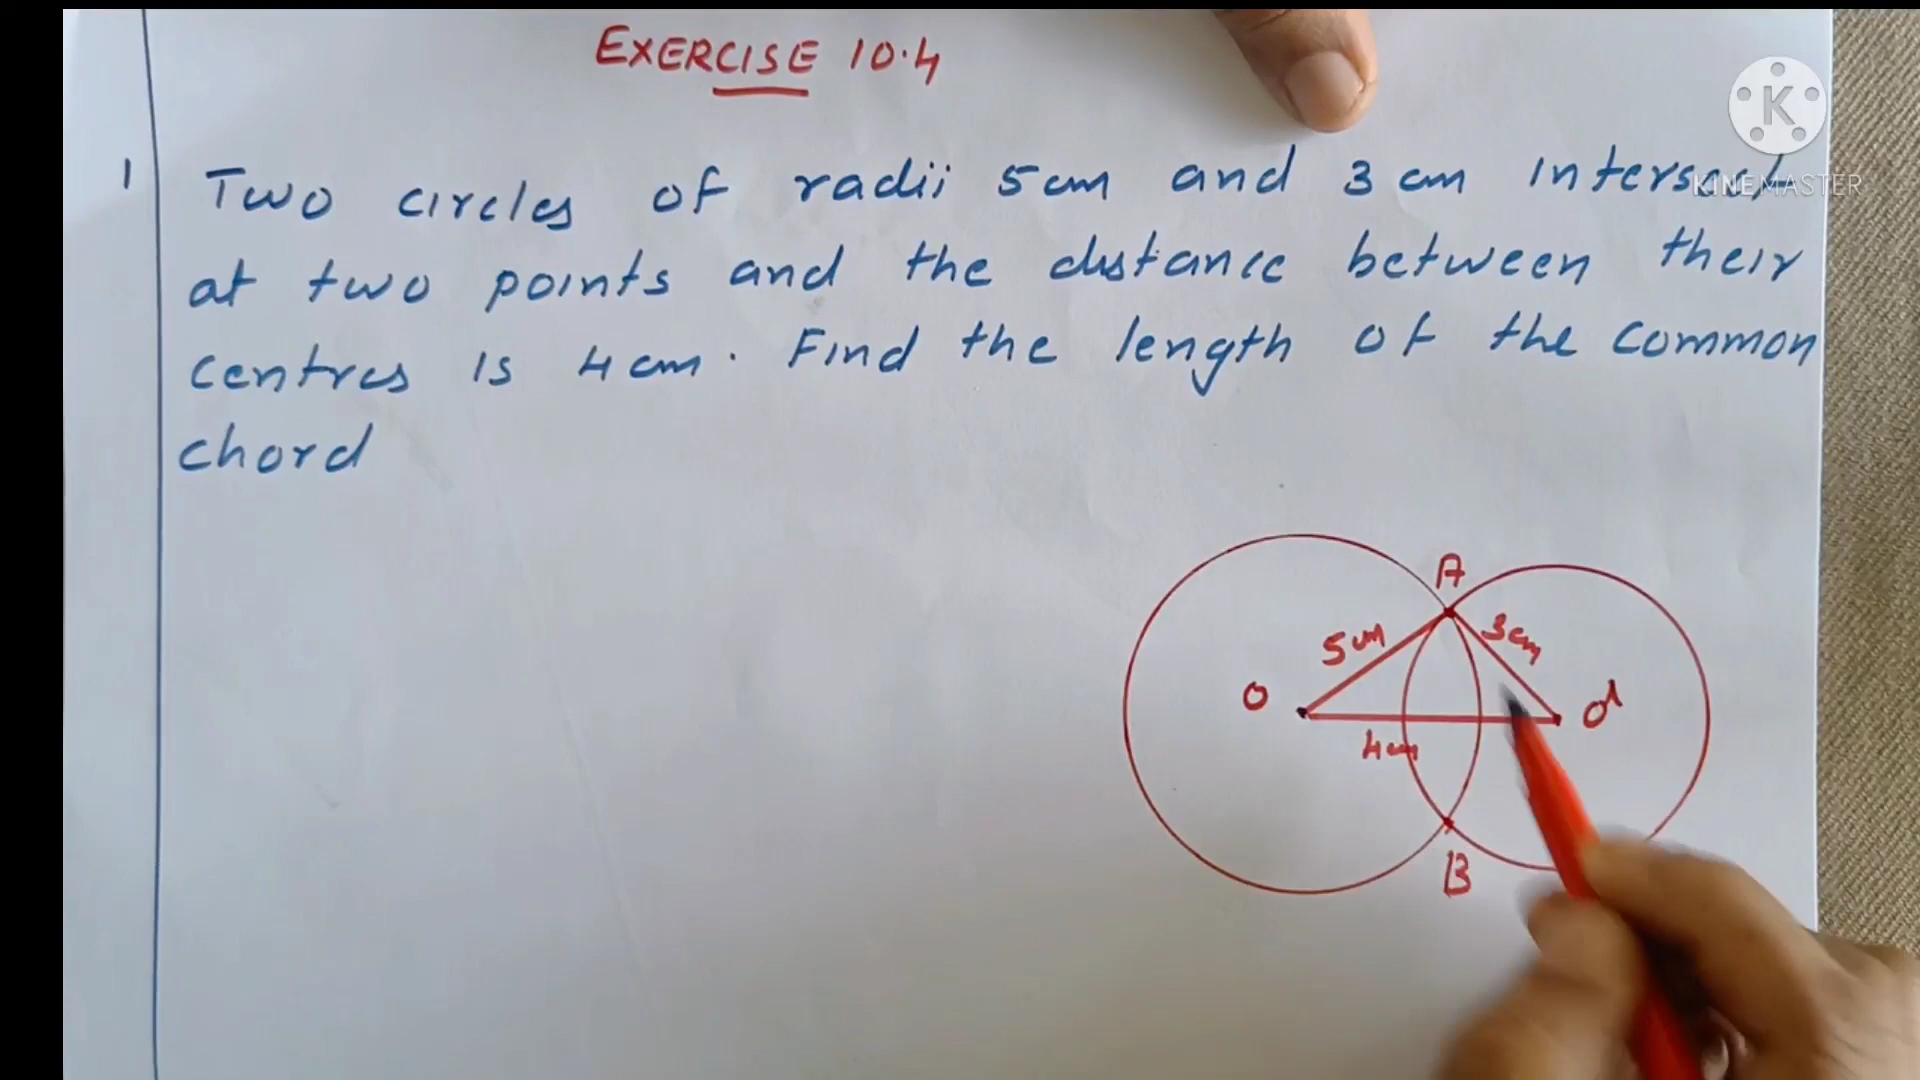 EXERCISE 10.4
K
KINEMASTER
1 Two circles of radii 5cm and 3 cm intersect
at two points and the distance between their
centres is 4cm. Find the length of the common
chord
A
5cm
3cm
O
O'
4cm
B